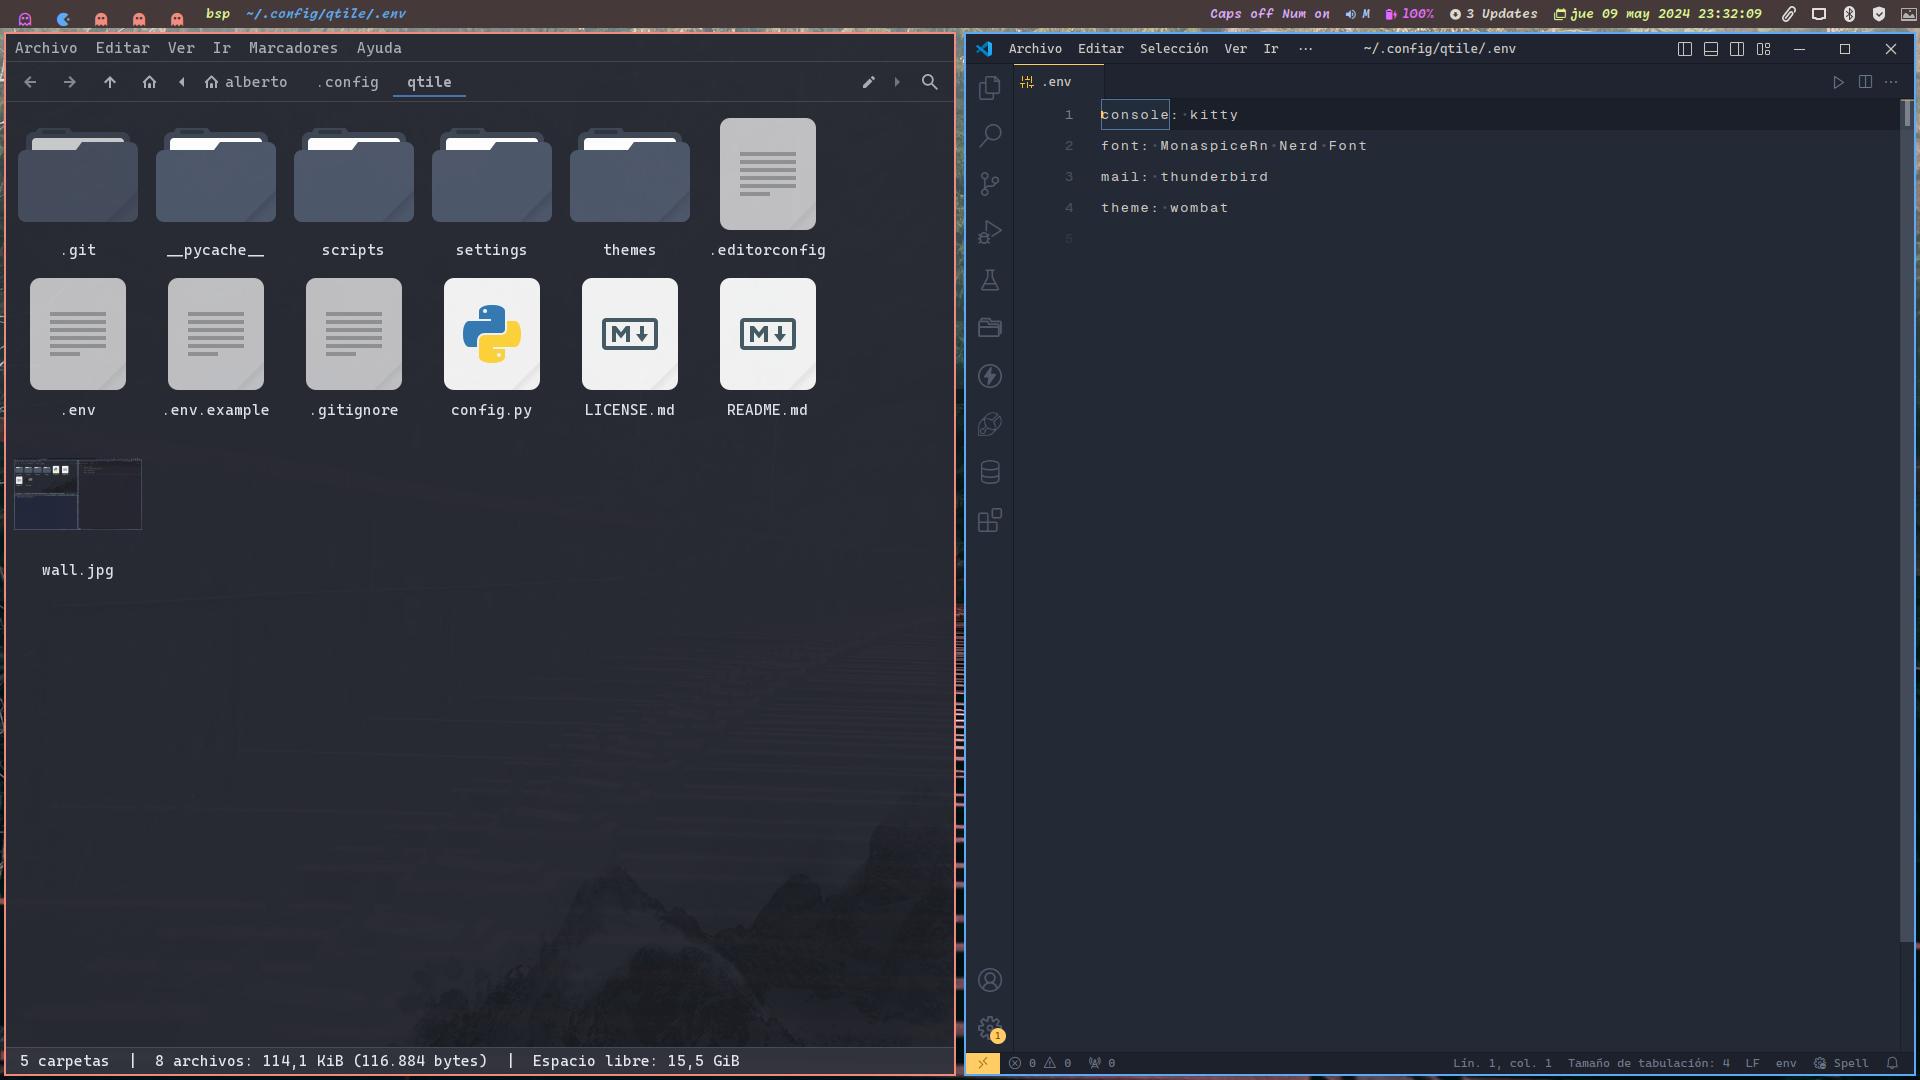 bsp ~/.config/qtile/.env
Caps off Num on M 100% 3 Updates jue 09 may 2024 23:32:09
Archivo Editar Ver Ir Marcadores Ayuda
alberto .config qtile
.git __pycache__ scripts settings themes .editorconfig
.env .env.example .gitignore config.py LICENSE.md README.md
wall.jpg
5 carpetas | 8 archivos: 114,1 KiB (116.884 bytes) | Espacio libre: 15,5 GiB
Archivo Editar Selección Ver Ir ··· ~/.config/qtile/.env
.env
1 console: kitty
2 font: MonaspiceRn Nerd Font
3 mail: thunderbird
4 theme: wombat
5
1
0 0 0 Lín. 1, col. 1 Tamaño de tabulación: 4 LF env Spell